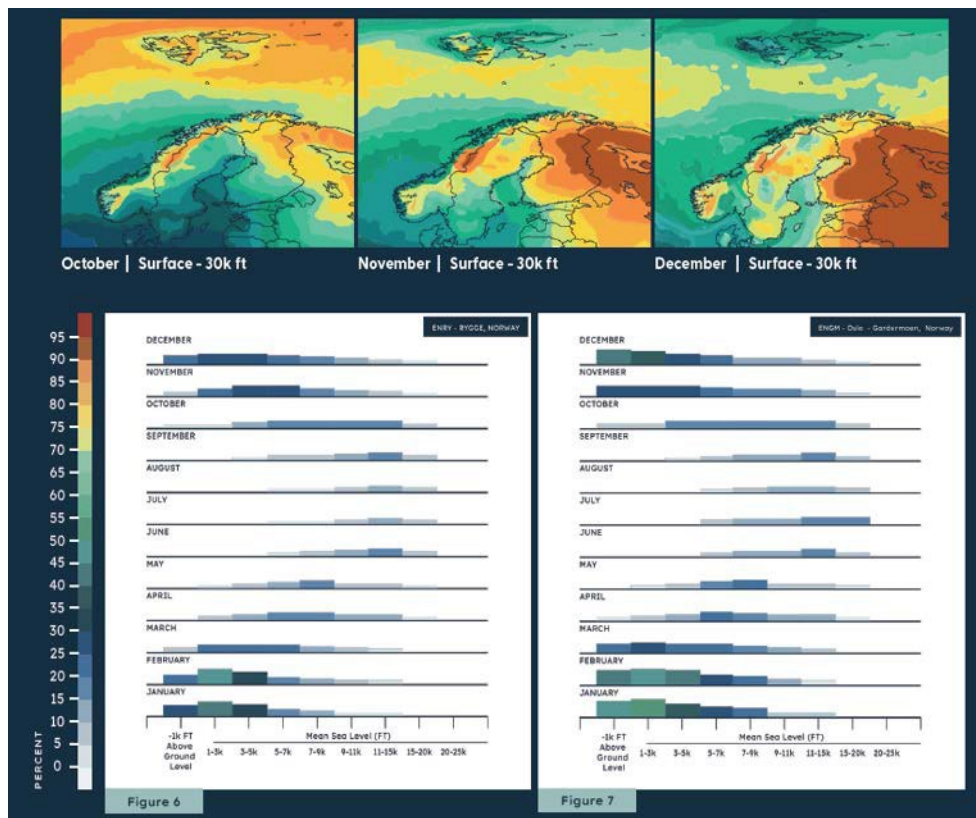 October | Surface - 30k ft
November | Surface - 30k ft
December | Surface - 30k ft
PERCENT
95
90
85
80
75
70
65
60
55
50
45
40
35
30
25
20
15
10
5
0
ENRY - RYGGE, NORWAY
DECEMBER
NOVEMBER
OCTOBER
SEPTEMBER
AUGUST
JULY
JUNE
MAY
APRIL
MARCH
FEBRUARY
JANUARY
-1k FT
Above
Ground
Level
Mean Sea Level (FT)
1-3k 3-5k 5-7k 7-9k 9-11k 11-15k 15-20k 20-25k
Figure 6
ENGM - Oslo - Gardermoen, Norway
DECEMBER
NOVEMBER
OCTOBER
SEPTEMBER
AUGUST
JULY
JUNE
MAY
APRIL
MARCH
FEBRUARY
JANUARY
-1k FT
Above
Ground
Level
Mean Sea Level (FT)
1-3k 3-5k 5-7k 7-9k 9-11k 11-15k 15-20k 20-25k
Figure 7